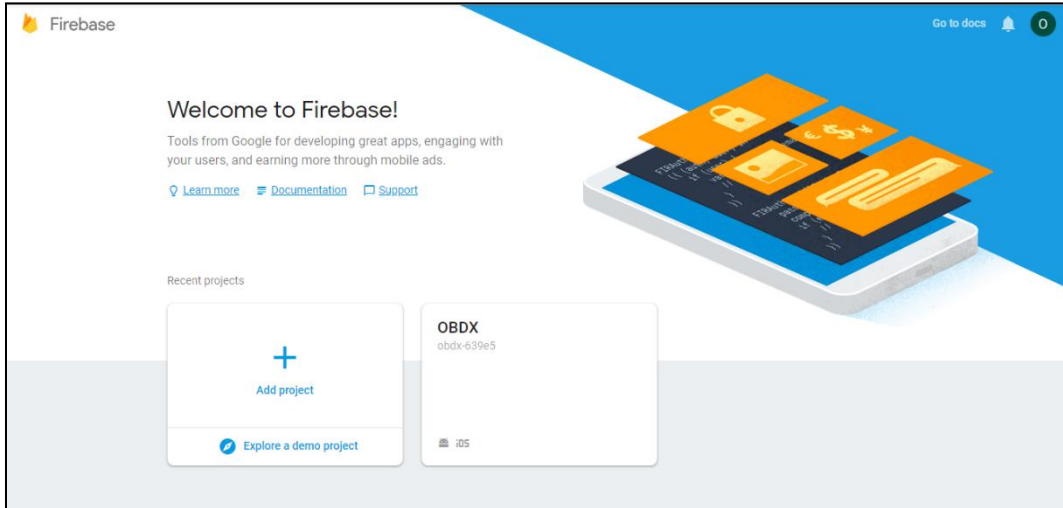 Firebase
Go to docs
O
Welcome to Firebase!
Tools from Google for developing great apps, engaging with
your users, and earning more through mobile ads.
Learn more Documentation Support
Recent projects
Add project
Explore a demo project
OBDX
obdx-639e5
iOS